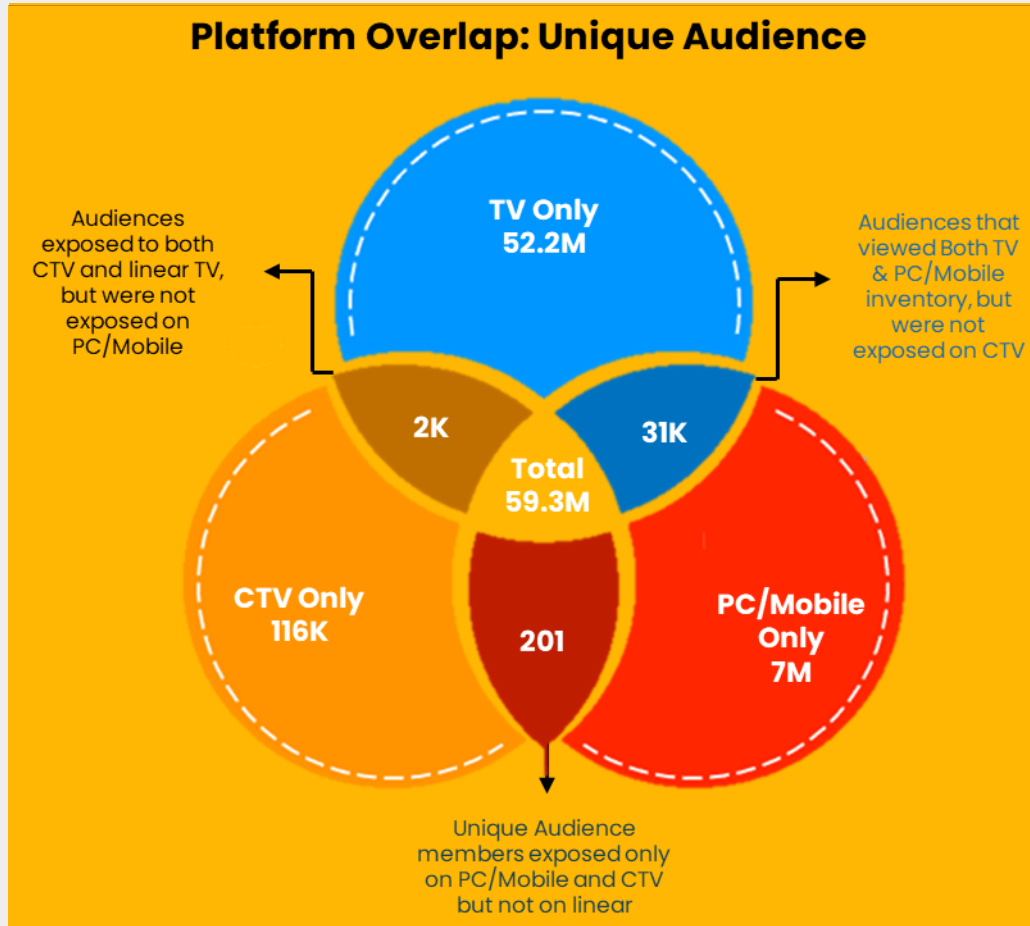 Platform Overlap: Unique Audience
TV Only
52.2M
Audiences
exposed to both
CTV and linear TV,
but were not
exposed on
PC/Mobile
Audiences that
viewed Both TV
& PC/Mobile
inventory, but
were not
exposed on CTV
2K
31K
Total
59.3M
CTV Only
116K
201
PC/Mobile
Only
7M
Unique Audience
members exposed only
on PC/Mobile and CTV
but not on linear